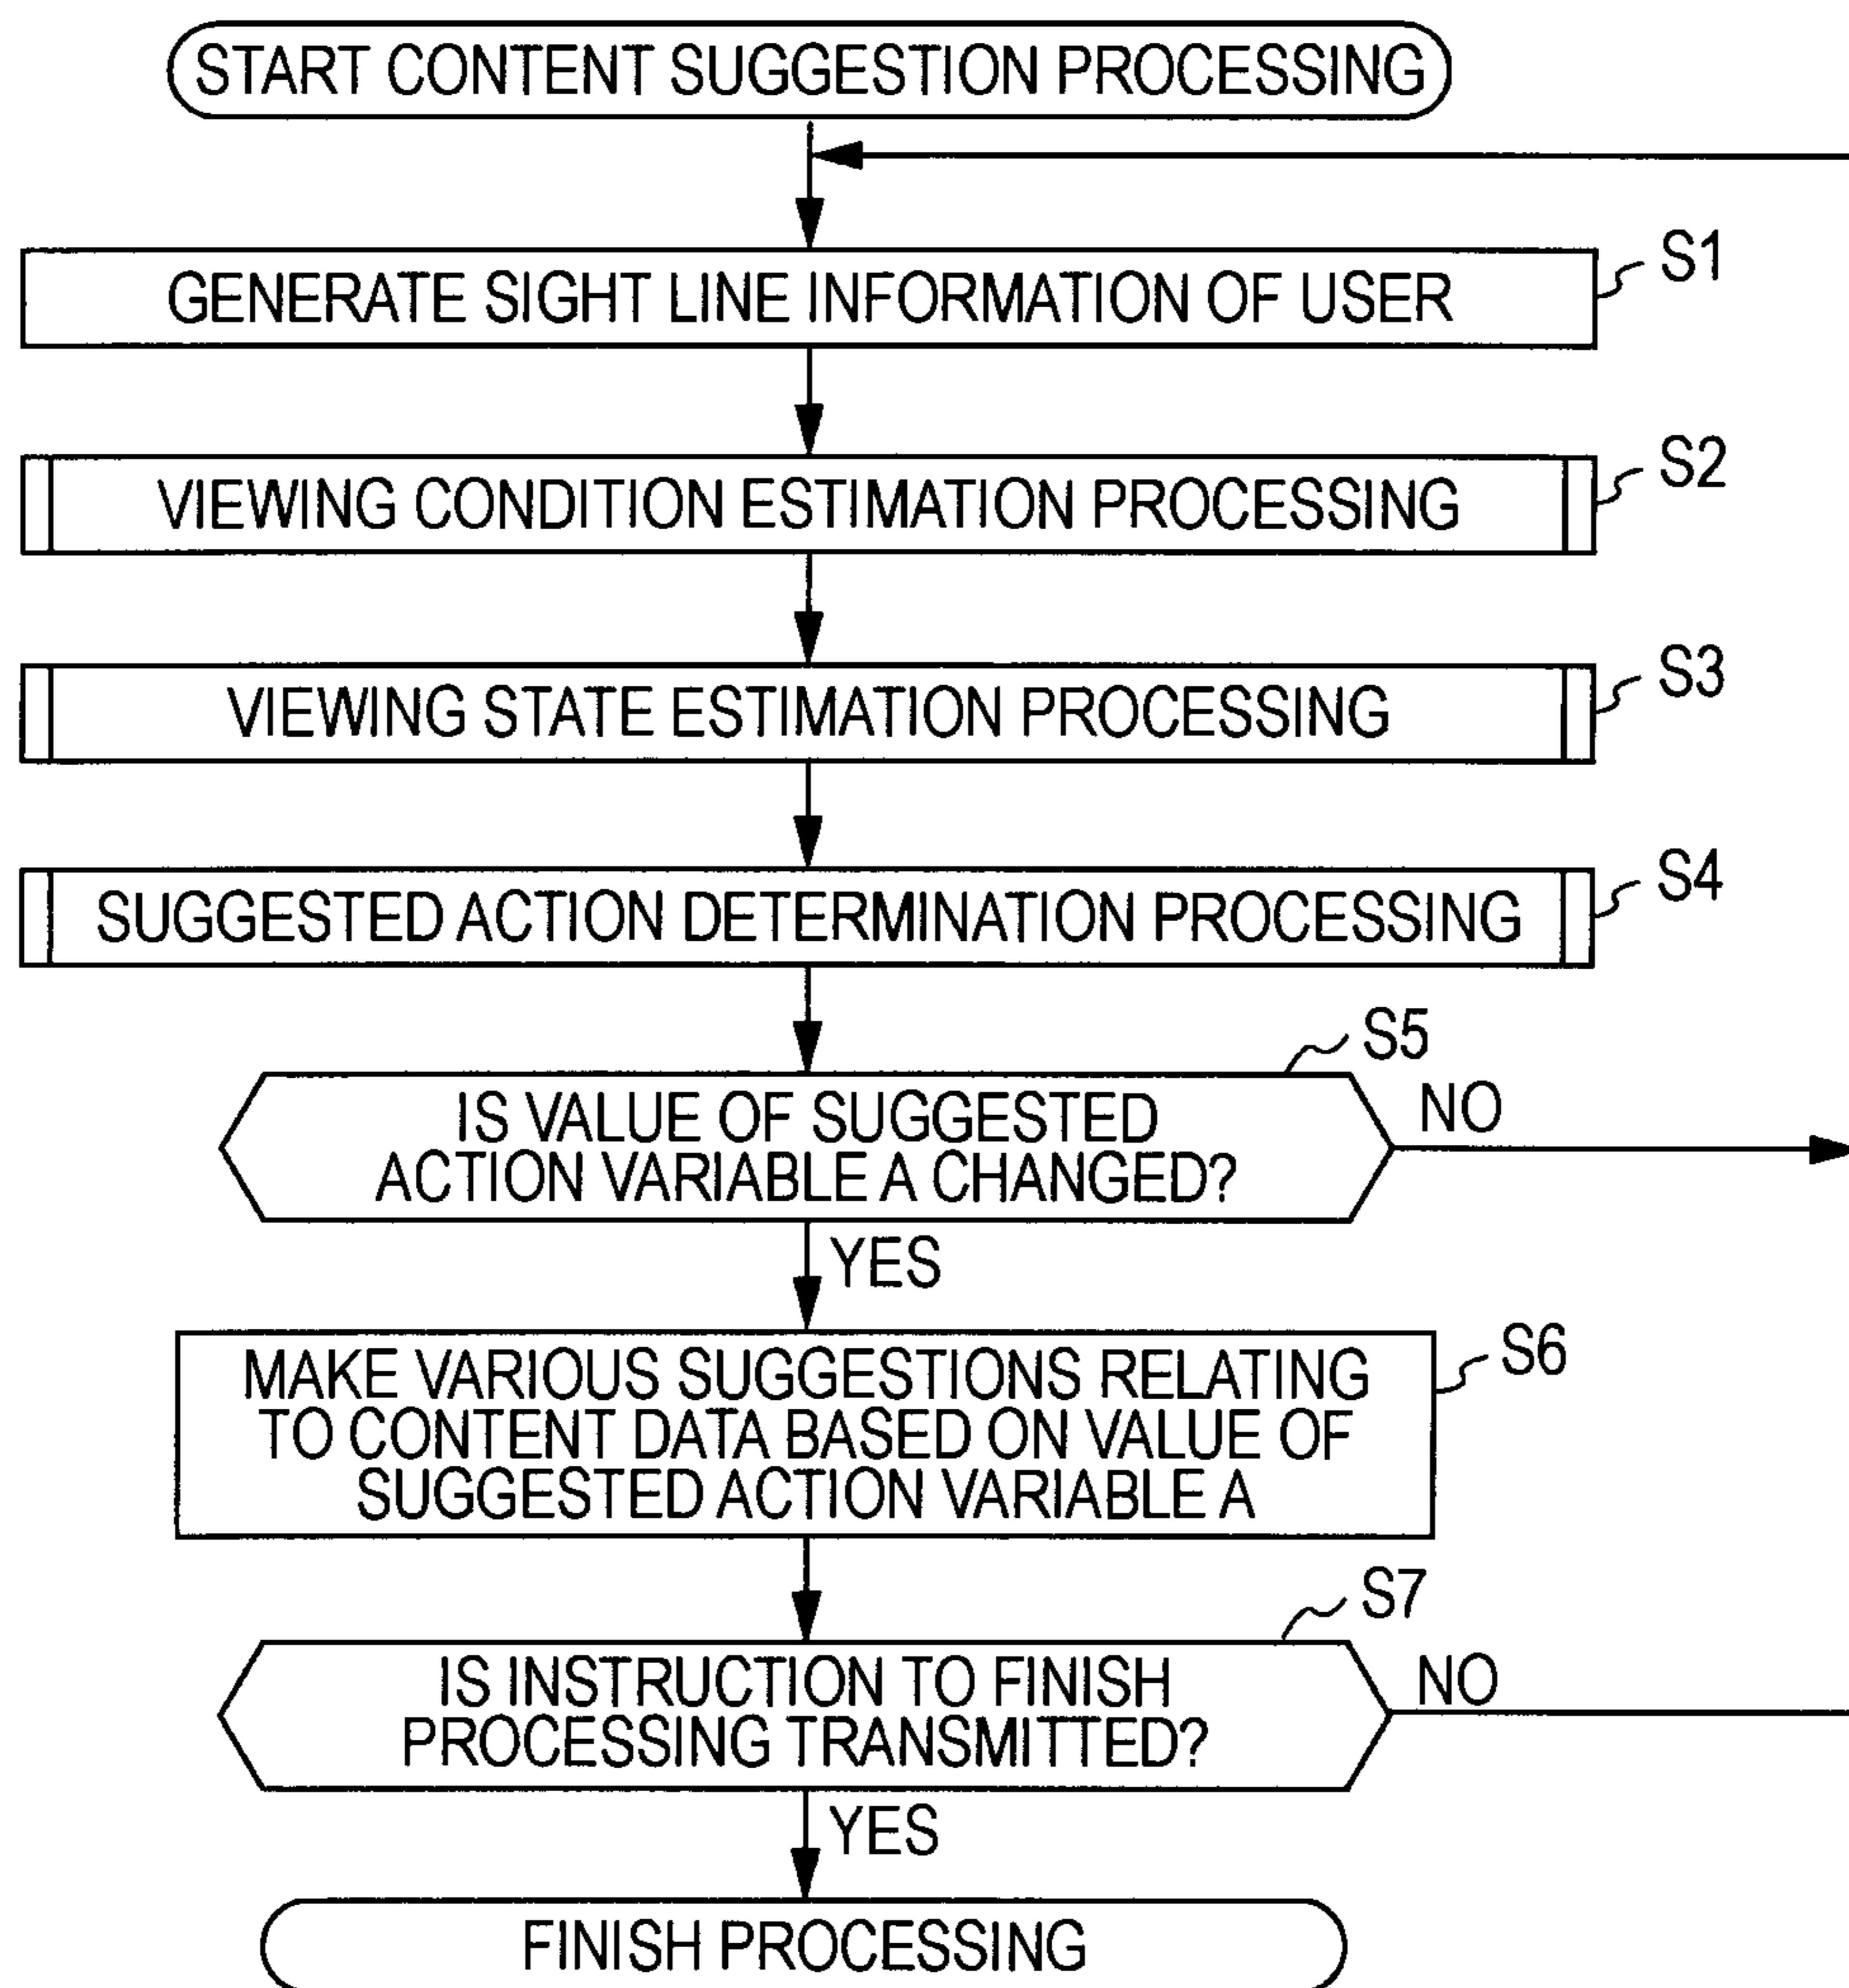 START CONTENT SUGGESTION PROCESSING
GENERATE SIGHT LINE INFORMATION OF USER
S1
VIEWING CONDITION ESTIMATION PROCESSING
S2
VIEWING STATE ESTIMATION PROCESSING
S3
SUGGESTED ACTION DETERMINATION PROCESSING
S4
S5
IS VALUE OF SUGGESTED
ACTION VARIABLE A CHANGED?
NO
YES
MAKE VARIOUS SUGGESTIONS RELATING
TO CONTENT DATA BASED ON VALUE OF
SUGGESTED ACTION VARIABLE A
S6
S7
IS INSTRUCTION TO FINISH
PROCESSING TRANSMITTED?
NO
YES
FINISH PROCESSING